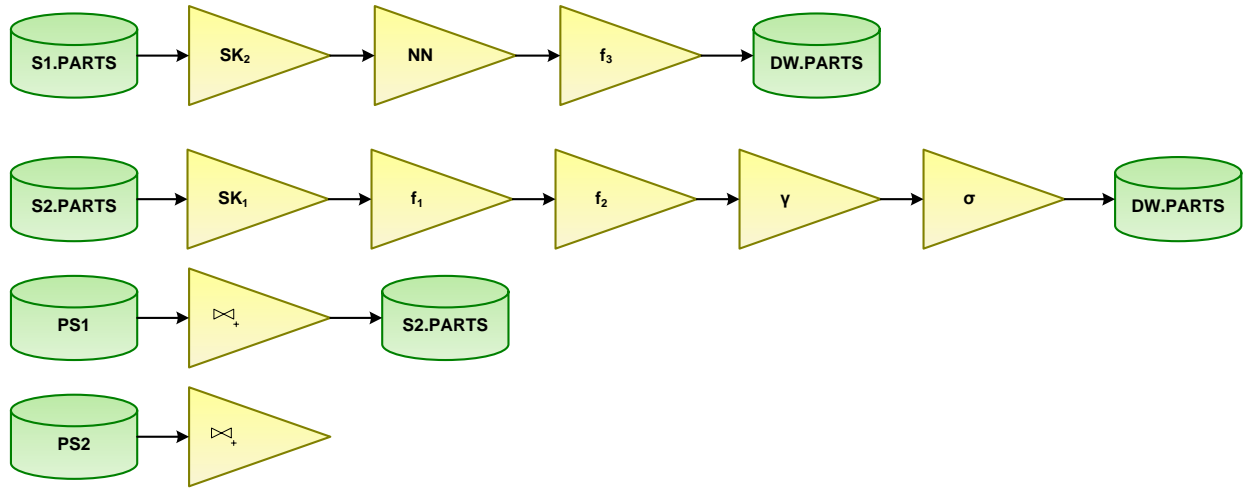 S1.PARTS SK₂ NN f₃ DW.PARTS
S2.PARTS SK₁ f₁ f₂ γ σ DW.PARTS
PS1 ⋈₊ S2.PARTS
PS2 ⋈₊